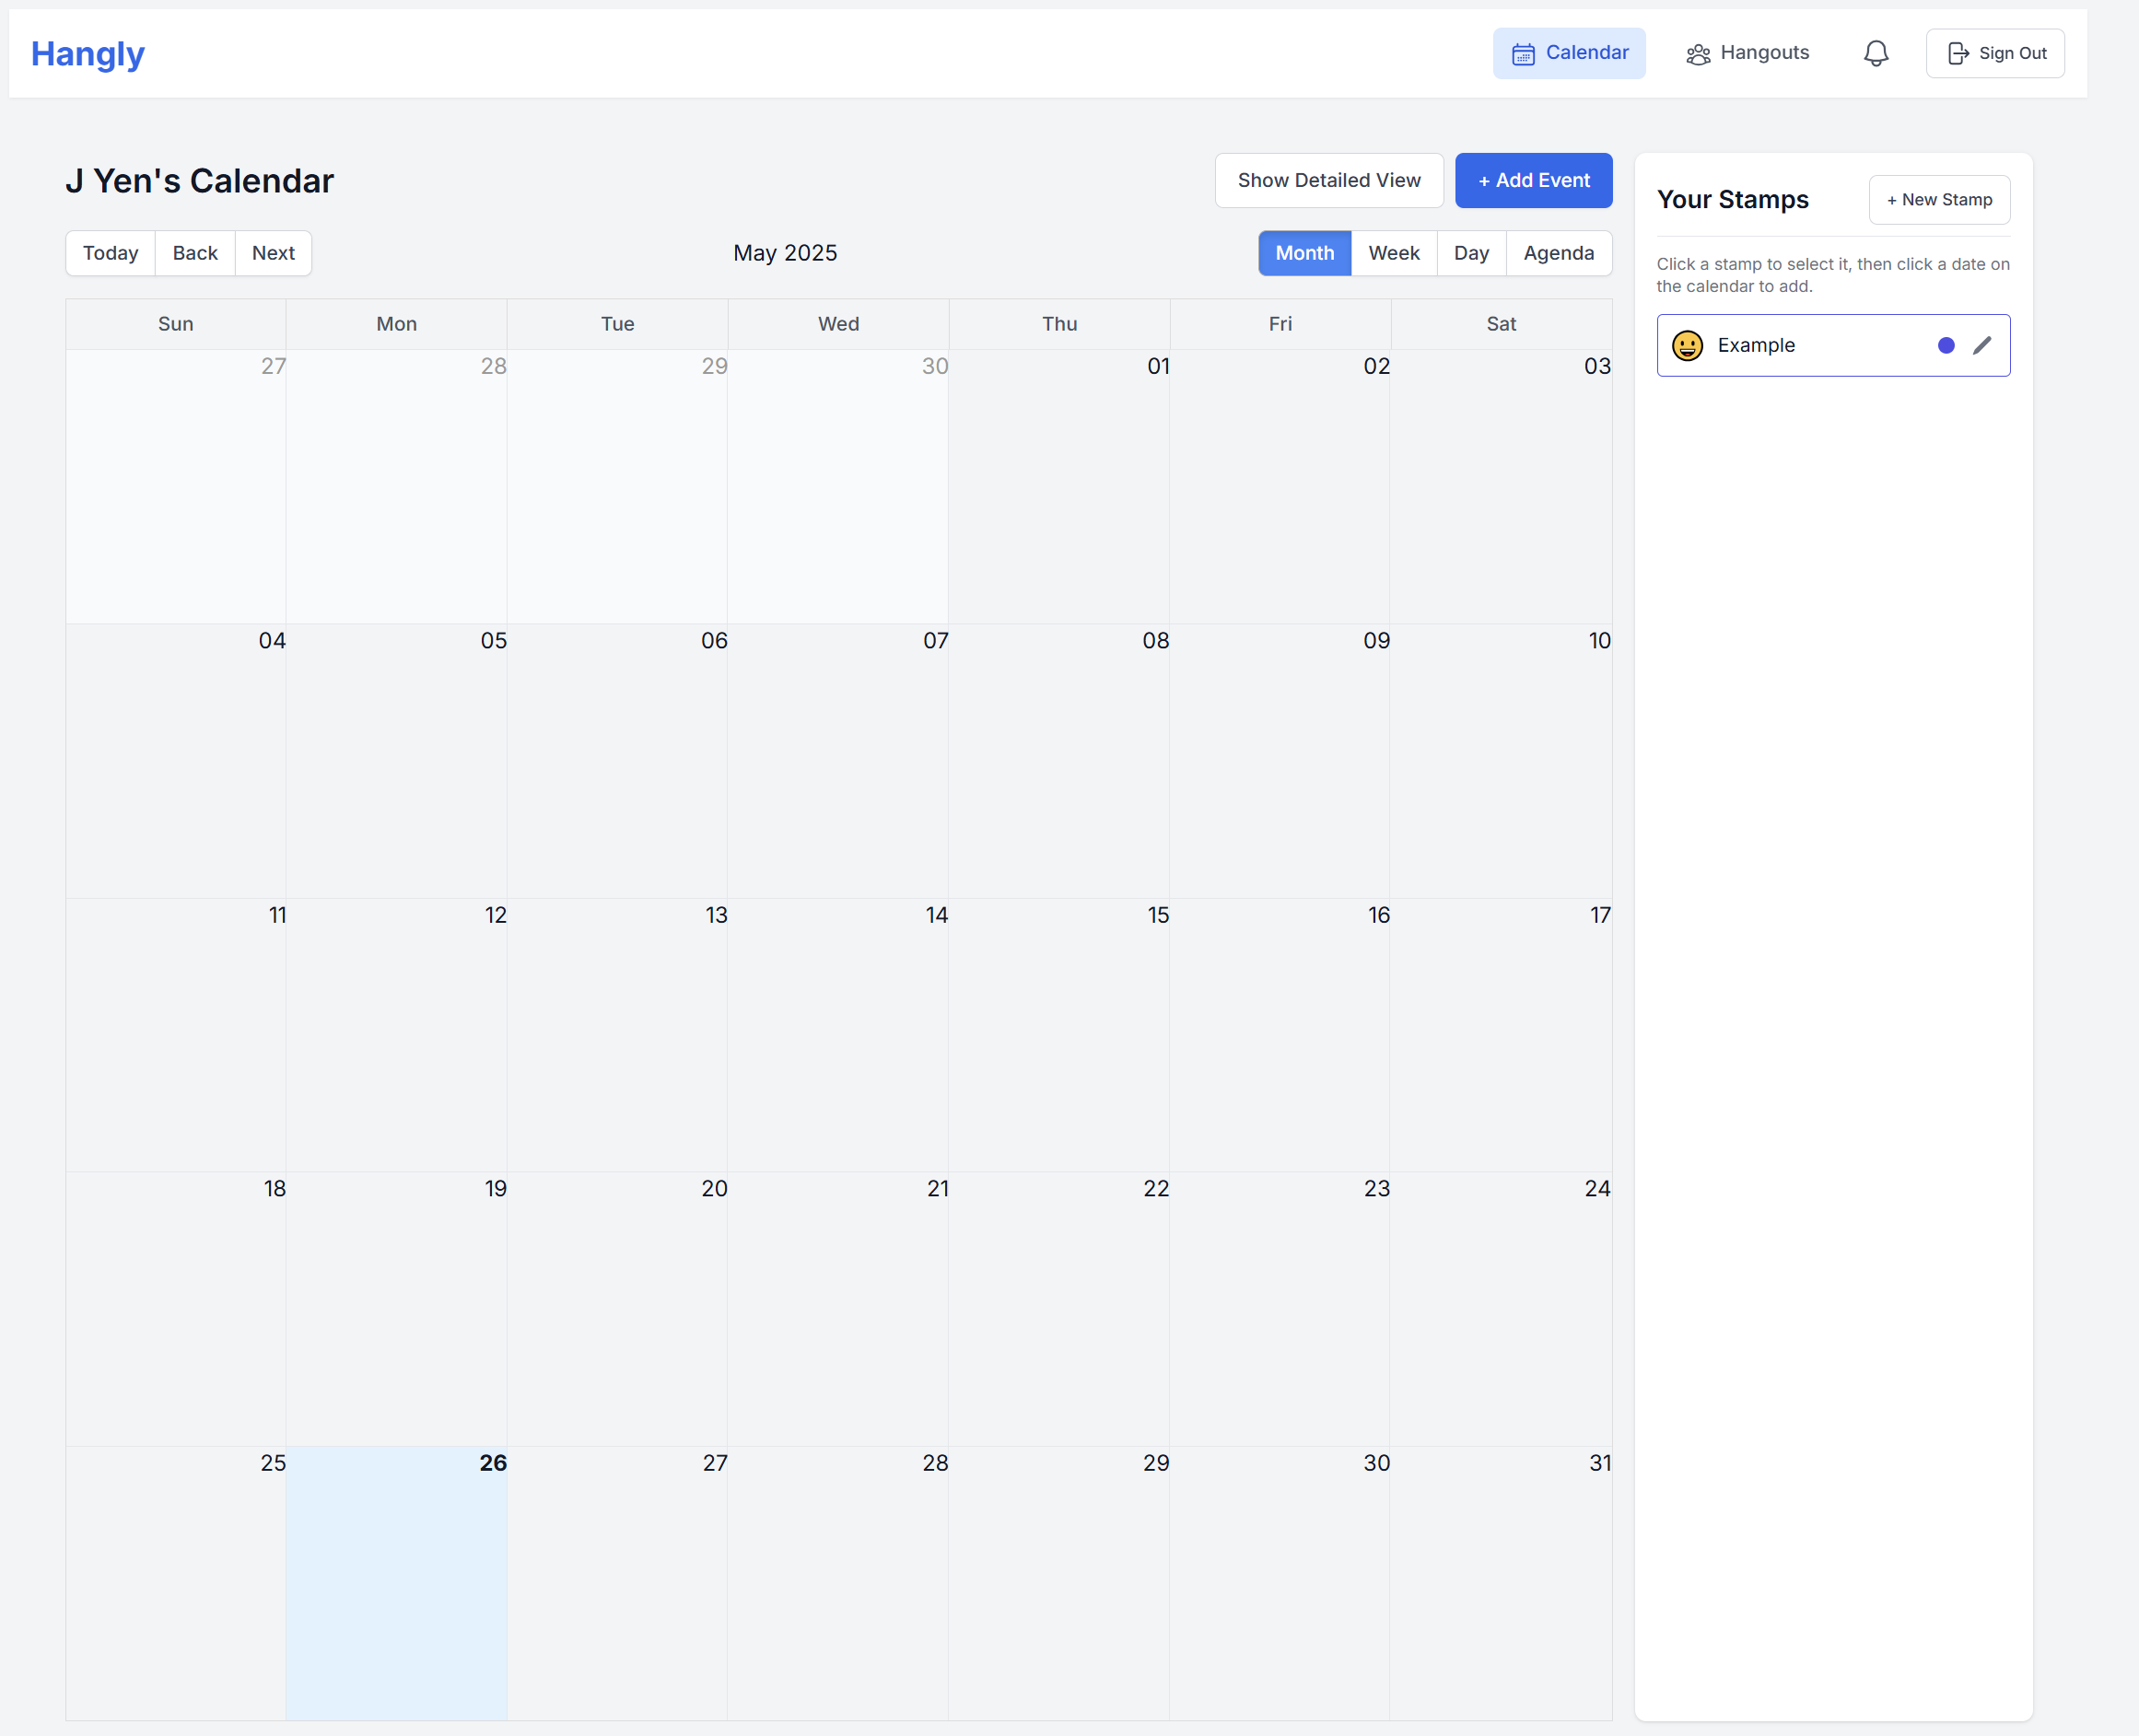 Hangly
Calendar
Hangouts
Sign Out
J Yen's Calendar
Show Detailed View
+ Add Event
Today Back Next
May 2025
Month Week Day Agenda
Sun Mon Tue Wed Thu Fri Sat
27 28 29 30 01 02 03
04 05 06 07 08 09 10
11 12 13 14 15 16 17
18 19 20 21 22 23 24
25 26 27 28 29 30 31
Your Stamps
+ New Stamp
Click a stamp to select it, then click a date on
the calendar to add.
Example